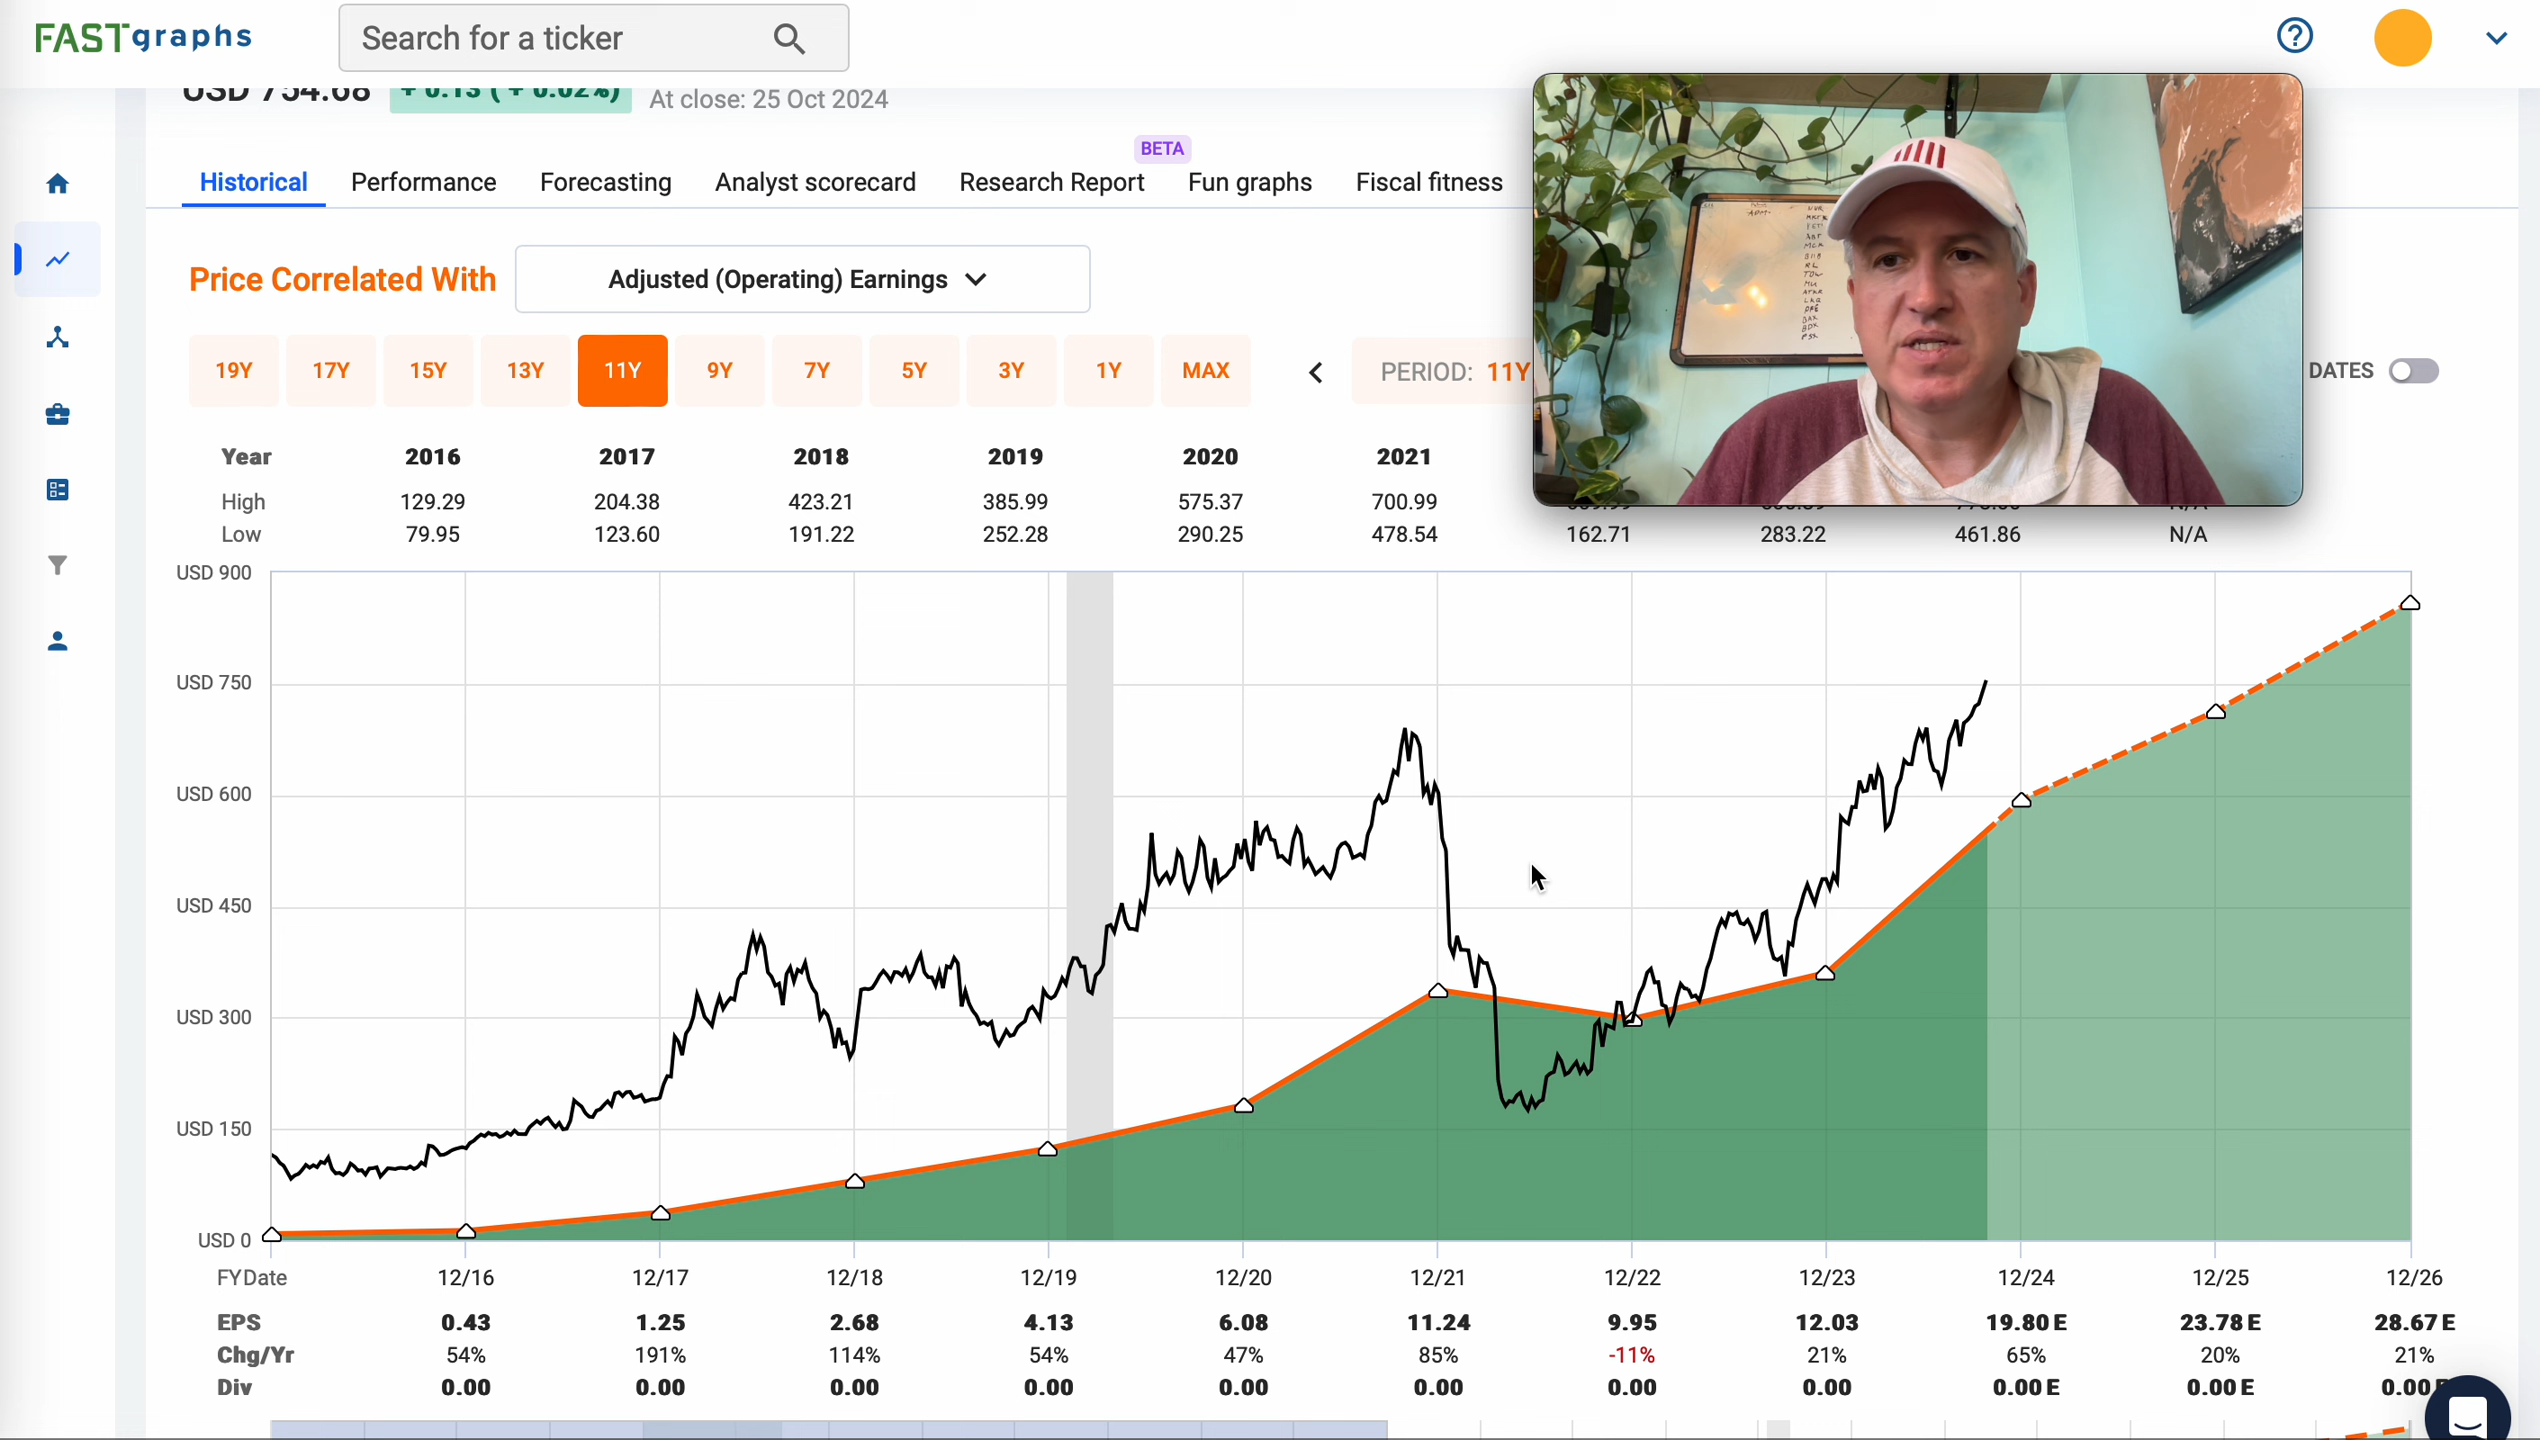 FASTgraphs
Search for a ticker
USD 754.68 + 0.13 ( + 0.02%) At close: 25 Oct 2024
BETA
Historical Performance Forecasting Analyst scorecard Research Report Fun graphs Fiscal fitness
Price Correlated With Adjusted (Operating) Earnings
19Y 17Y 15Y 13Y 11Y 9Y 7Y 5Y 3Y 1Y MAX PERIOD: 11Y DATES
Year 2016 2017 2018 2019 2020 2021
High 129.29 204.38 423.21 385.99 575.37 700.99 N/A
Low 79.95 123.60 191.22 252.28 290.25 478.54 162.71 283.22 461.86 N/A
USD 900
USD 750
USD 600
USD 450
USD 300
USD 150
USD 0
FYDate 12/16 12/17 12/18 12/19 12/20 12/21 12/22 12/23 12/24 12/25 12/26
EPS 0.43 1.25 2.68 4.13 6.08 11.24 9.95 12.03 19.80 E 23.78 E 28.67 E
Chg/Yr 54% 191% 114% 54% 47% 85% -11% 21% 65% 20% 21%
Div 0.00 0.00 0.00 0.00 0.00 0.00 0.00 0.00 0.00 E 0.00 E 0.00